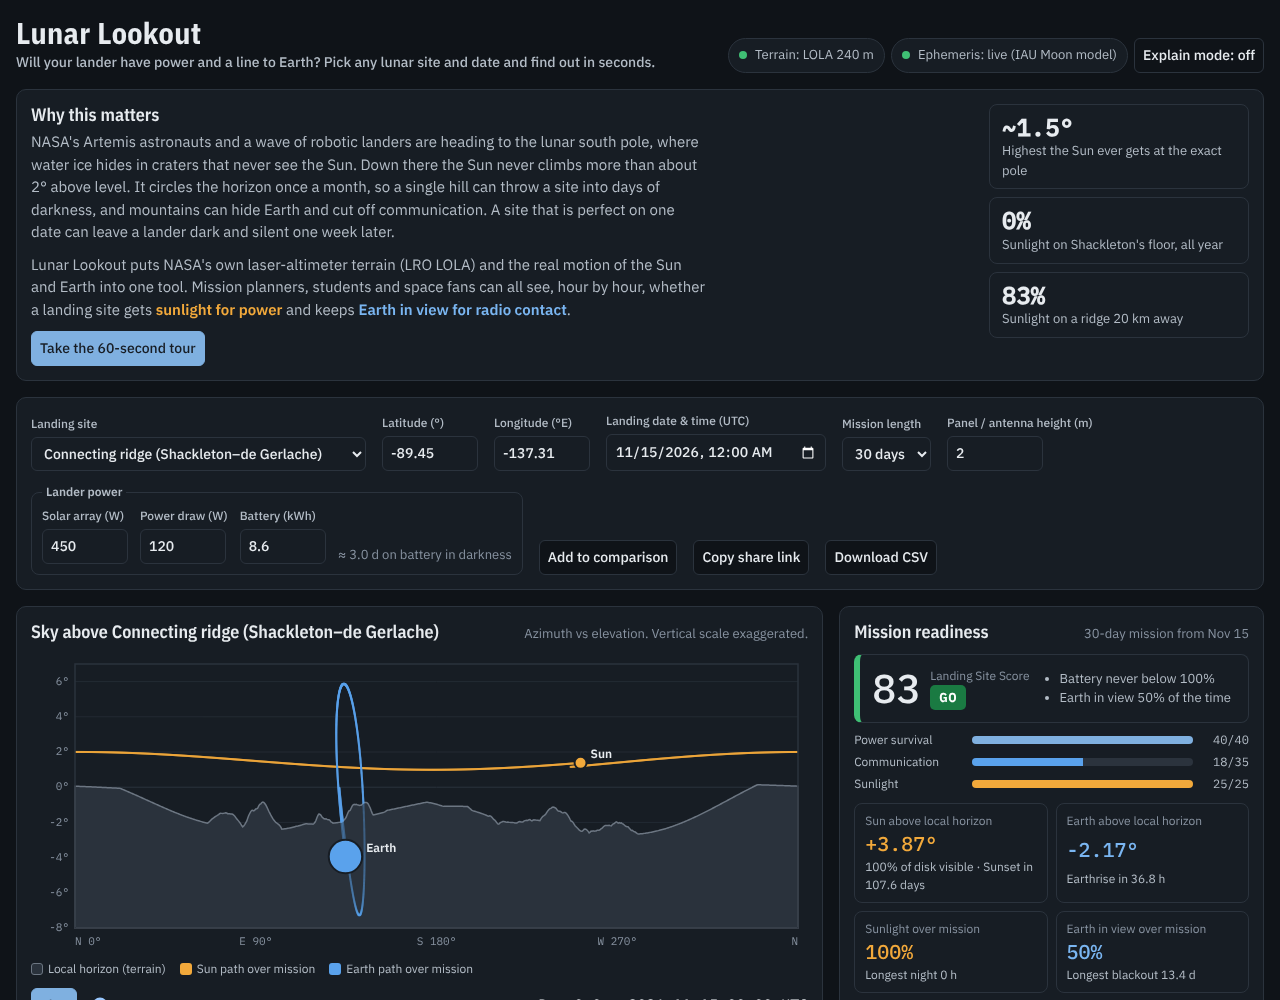 Lunar Lookout
Will your lander have power and a line to Earth? Pick any lunar site and date and find out in seconds.
Terrain: LOLA 240 m
Ephemeris: live (IAU Moon model)
Explain mode: off
Why this matters
NASA's Artemis astronauts and a wave of robotic landers are heading to the lunar south pole, where
water ice hides in craters that never see the Sun. Down there the Sun never climbs more than about
2° above level. It circles the horizon once a month, so a single hill can throw a site into days of
darkness, and mountains can hide Earth and cut off communication. A site that is perfect on one
date can leave a lander dark and silent one week later.
Lunar Lookout puts NASA's own laser-altimeter terrain (LRO LOLA) and the real motion of the Sun
and Earth into one tool. Mission planners, students and space fans can all see, hour by hour, whether
a landing site gets sunlight for power and keeps Earth in view for radio contact.
Take the 60-second tour
~1.5°
Highest the Sun ever gets at the exact
pole
0%
Sunlight on Shackleton's floor, all year
83%
Sunlight on a ridge 20 km away
Landing site
Connecting ridge (Shackleton–de Gerlache)
Latitude (°)
-89.45
Longitude (°E)
-137.31
Landing date & time (UTC)
11/15/2026, 12:00 AM
Mission length
30 days
Panel / antenna height (m)
2
Lander power
Solar array (W)
450
Power draw (W)
120
Battery (kWh)
8.6
≈ 3.0 d on battery in darkness
Add to comparison
Copy share link
Download CSV
Sky above Connecting ridge (Shackleton–de Gerlache)
Azimuth vs elevation. Vertical scale exaggerated.
6°
4°
2°
0°
-2°
-4°
-6°
-8°
Sun
Earth
N 0°
E 90°
S 180°
W 270°
N
Local horizon (terrain)
Sun path over mission
Earth path over mission
Mission readiness
30-day mission from Nov 15
83
Landing Site Score
GO
Battery never below 100%
Earth in view 50% of the time
Power survival
40/40
Communication
18/35
Sunlight
25/25
Sun above local horizon
+3.87°
100% of disk visible · Sunset in
107.6 days
Earth above local horizon
-2.17°
Earthrise in 36.8 h
Sunlight over mission
100%
Longest night 0 h
Earth in view over mission
50%
Longest blackout 13.4 d